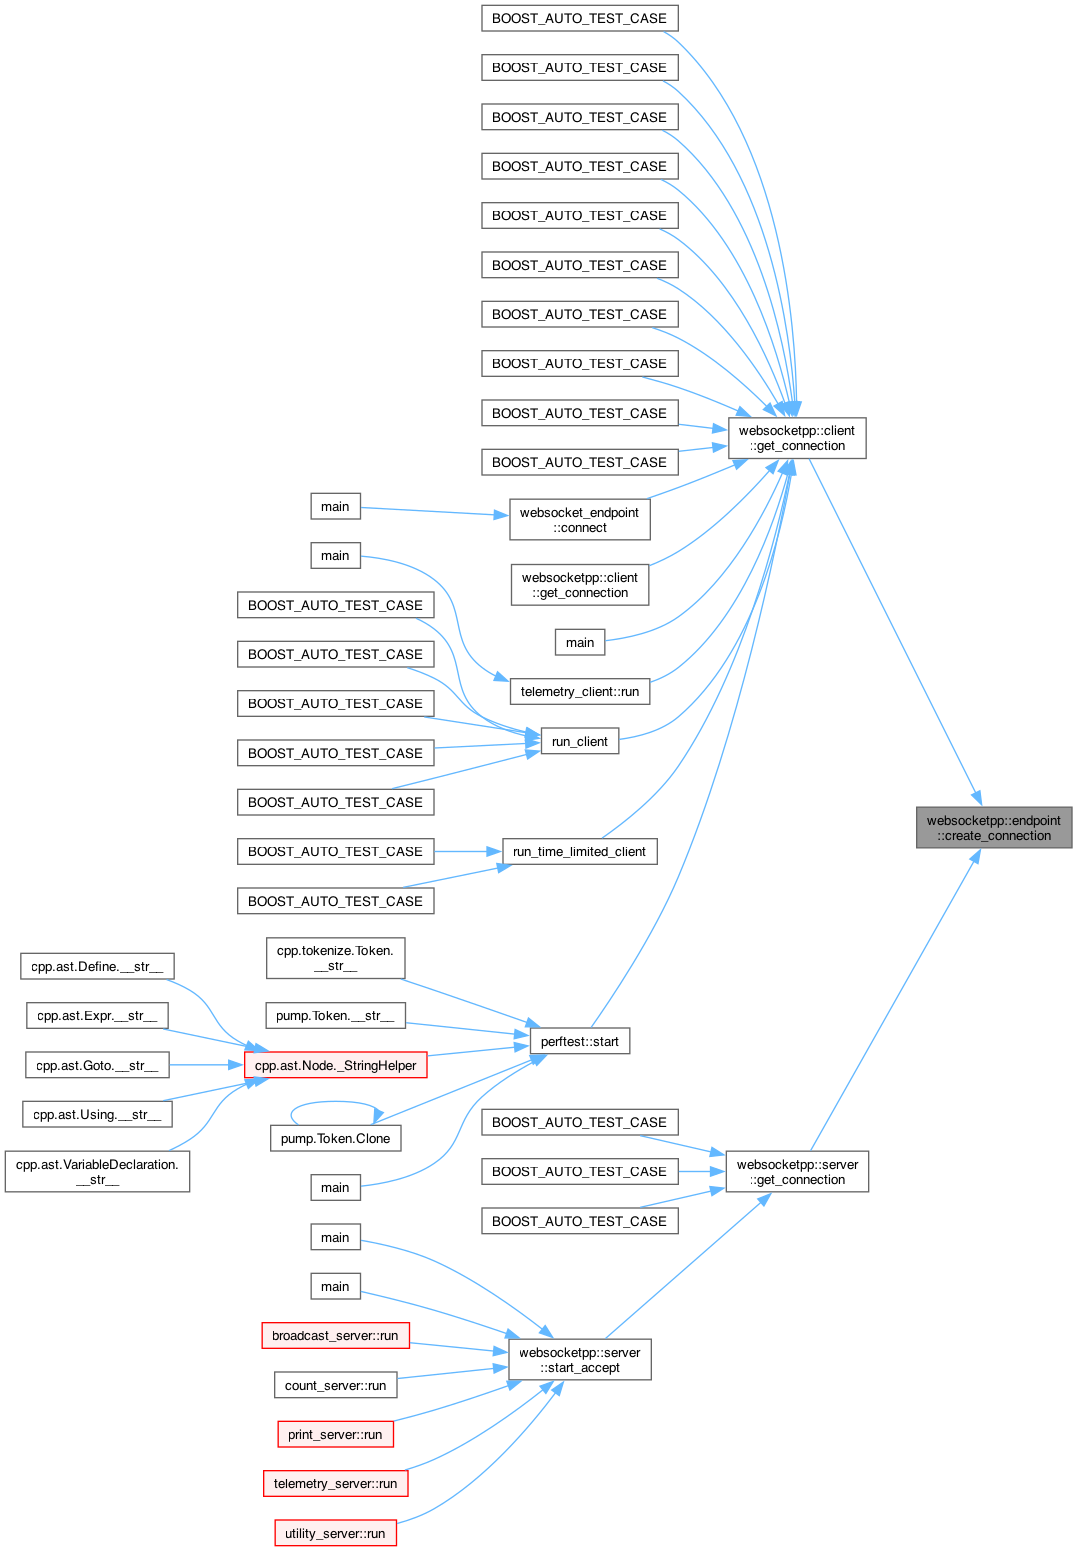 BOOST_AUTO_TEST_CASE
BOOST_AUTO_TEST_CASE
BOOST_AUTO_TEST_CASE
BOOST_AUTO_TEST_CASE
BOOST_AUTO_TEST_CASE
BOOST_AUTO_TEST_CASE
BOOST_AUTO_TEST_CASE
BOOST_AUTO_TEST_CASE
BOOST_AUTO_TEST_CASE
websocketpp::client
::get_connection
BOOST_AUTO_TEST_CASE
main
websocket_endpoint
::connect
main
websocketpp::client
::get_connection
BOOST_AUTO_TEST_CASE
main
BOOST_AUTO_TEST_CASE
telemetry_client::run
BOOST_AUTO_TEST_CASE
run_client
BOOST_AUTO_TEST_CASE
BOOST_AUTO_TEST_CASE
websocketpp::endpoint
::create_connection
BOOST_AUTO_TEST_CASE
run_time_limited_client
BOOST_AUTO_TEST_CASE
cpp.tokenize.Token.
__str__
cpp.ast.Define.__str__
cpp.ast.Expr.__str__
pump.Token.__str__
perftest::start
cpp.ast.Goto.__str__
cpp.ast.Node._StringHelper
cpp.ast.Using.__str__
pump.Token.Clone
BOOST_AUTO_TEST_CASE
cpp.ast.VariableDeclaration.
__str__
BOOST_AUTO_TEST_CASE
websocketpp::server
::get_connection
main
BOOST_AUTO_TEST_CASE
main
main
broadcast_server::run
websocketpp::server
::start_accept
count_server::run
print_server::run
telemetry_server::run
utility_server::run